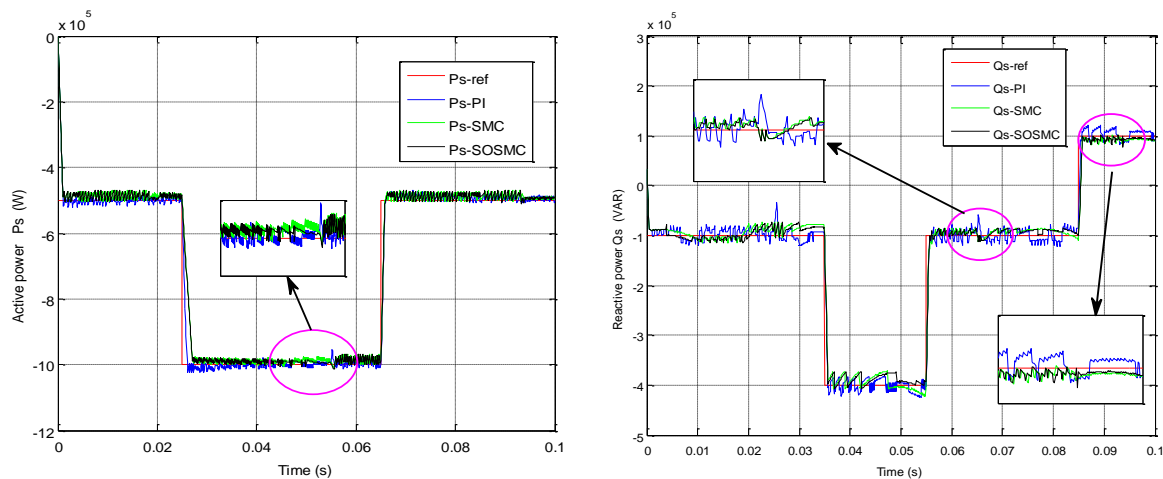 x 10^5
0
-2
-4
-6
-8
-10
-12
0
0.02
0.04
0.06
0.08
0.1
Time (s)
Active power Ps (W)
Ps-ref
Ps-PI
Ps-SMC
Ps-SOSMC
x 10^5
3
2
1
0
-1
-2
-3
-4
-5
0
0.01
0.02
0.03
0.04
0.05
0.06
0.07
0.08
0.09
0.1
Time (s)
Reactive power Qs (VAR)
Qs-ref
Qs-PI
Qs-SMC
Qs-SOSMC